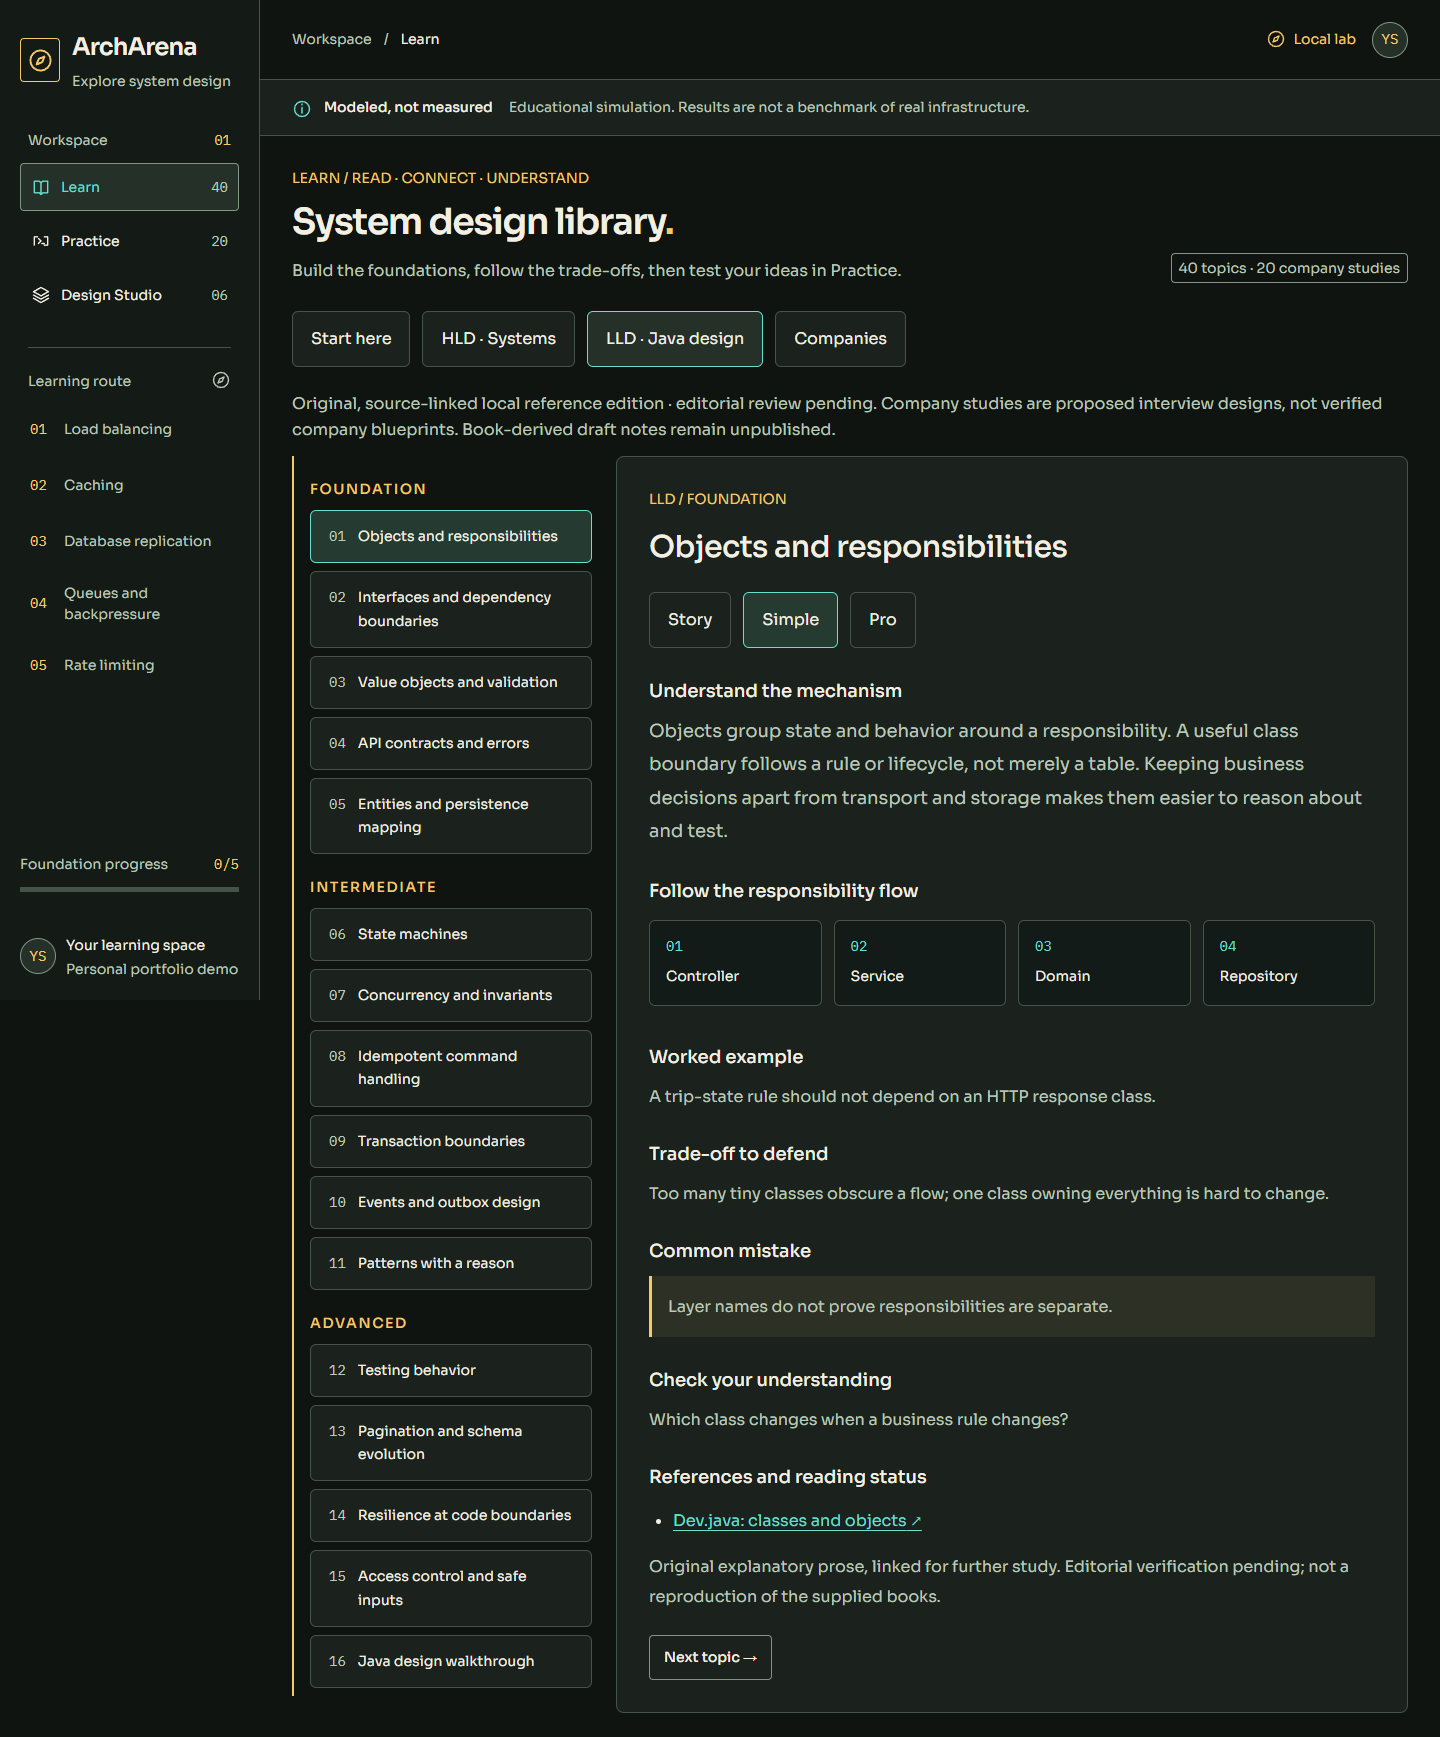 ArchArena
Explore system design
Workspace 01
Learn 40
Practice 20
Design Studio 06
Learning route
01 Load balancing
02 Caching
03 Database replication
04 Queues and
backpressure
05 Rate limiting
Foundation progress 0/5
YS
Your learning space
Personal portfolio demo
Workspace / Learn
Local lab
YS
Modeled, not measured Educational simulation. Results are not a benchmark of real infrastructure.
LEARN / READ · CONNECT · UNDERSTAND
System design library.
Build the foundations, follow the trade-offs, then test your ideas in Practice.
40 topics · 20 company studies
Start here
HLD · Systems
LLD · Java design
Companies
Original, source-linked local reference edition · editorial review pending. Company studies are proposed interview designs, not verified
company blueprints. Book-derived draft notes remain unpublished.
FOUNDATION
01 Objects and responsibilities
02 Interfaces and dependency
boundaries
03 Value objects and validation
04 API contracts and errors
05 Entities and persistence
mapping
INTERMEDIATE
06 State machines
07 Concurrency and invariants
08 Idempotent command
handling
09 Transaction boundaries
10 Events and outbox design
11 Patterns with a reason
ADVANCED
12 Testing behavior
13 Pagination and schema
evolution
14 Resilience at code boundaries
15 Access control and safe
inputs
16 Java design walkthrough
LLD / FOUNDATION
Objects and responsibilities
Story
Simple
Pro
Understand the mechanism
Objects group state and behavior around a responsibility. A useful class
boundary follows a rule or lifecycle, not merely a table. Keeping business
decisions apart from transport and storage makes them easier to reason about
and test.
Follow the responsibility flow
01
Controller
02
Service
03
Domain
04
Repository
Worked example
A trip-state rule should not depend on an HTTP response class.
Trade-off to defend
Too many tiny classes obscure a flow; one class owning everything is hard to change.
Common mistake
Layer names do not prove responsibilities are separate.
Check your understanding
Which class changes when a business rule changes?
References and reading status
• Dev.java: classes and objects ↗
Original explanatory prose, linked for further study. Editorial verification pending; not a
reproduction of the supplied books.
Next topic →